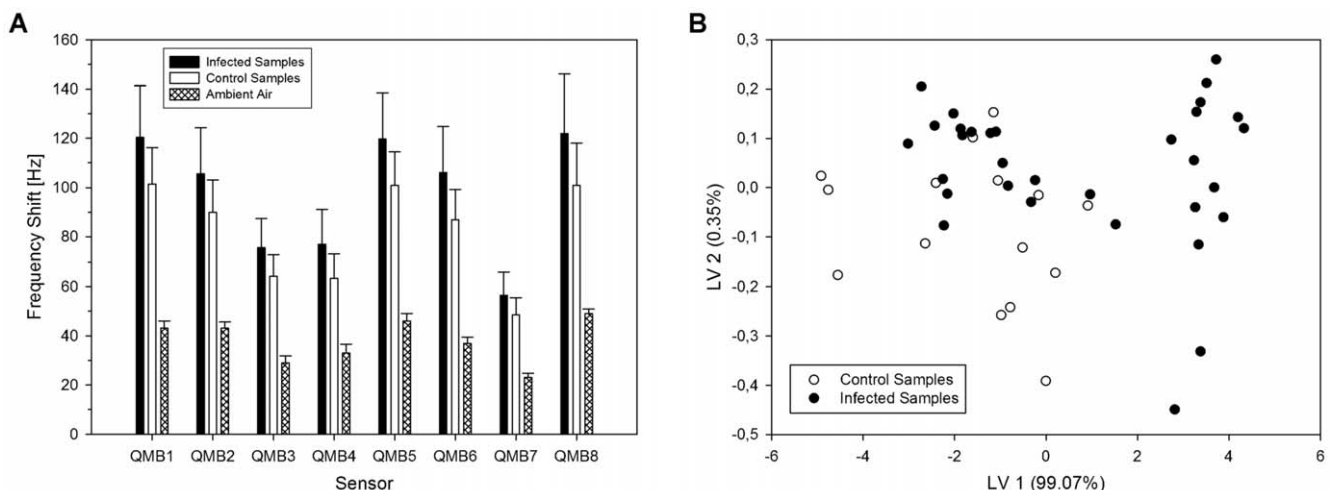 A
160
140
120
100
80
60
40
20
0
Frequency Shift [Hz]
Infected Samples
Control Samples
Ambient Air
QMB1 QMB2 QMB3 QMB4 QMB5 QMB6 QMB7 QMB8
Sensor
B
0,3
0,2
0,1
0,0
-0,1
-0,2
-0,3
-0,4
-0,5
LV 2 (0.35%)
Control Samples
Infected Samples
-6 -4 -2 0 2 4 6
LV 1 (99.07%)